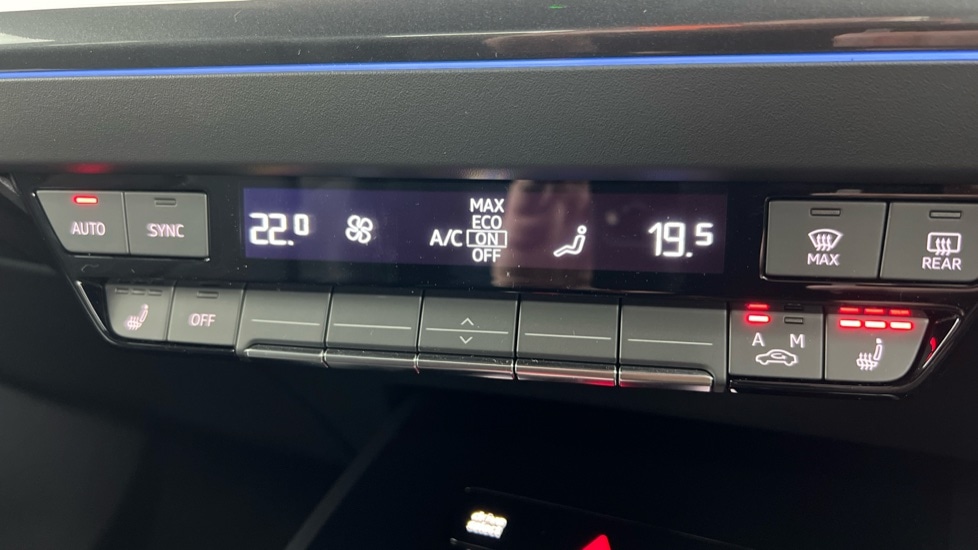 AUTO SYNC
22.0
MAX
ECO
A/C ON
OFF
19.5
MAX
REAR
OFF
A M